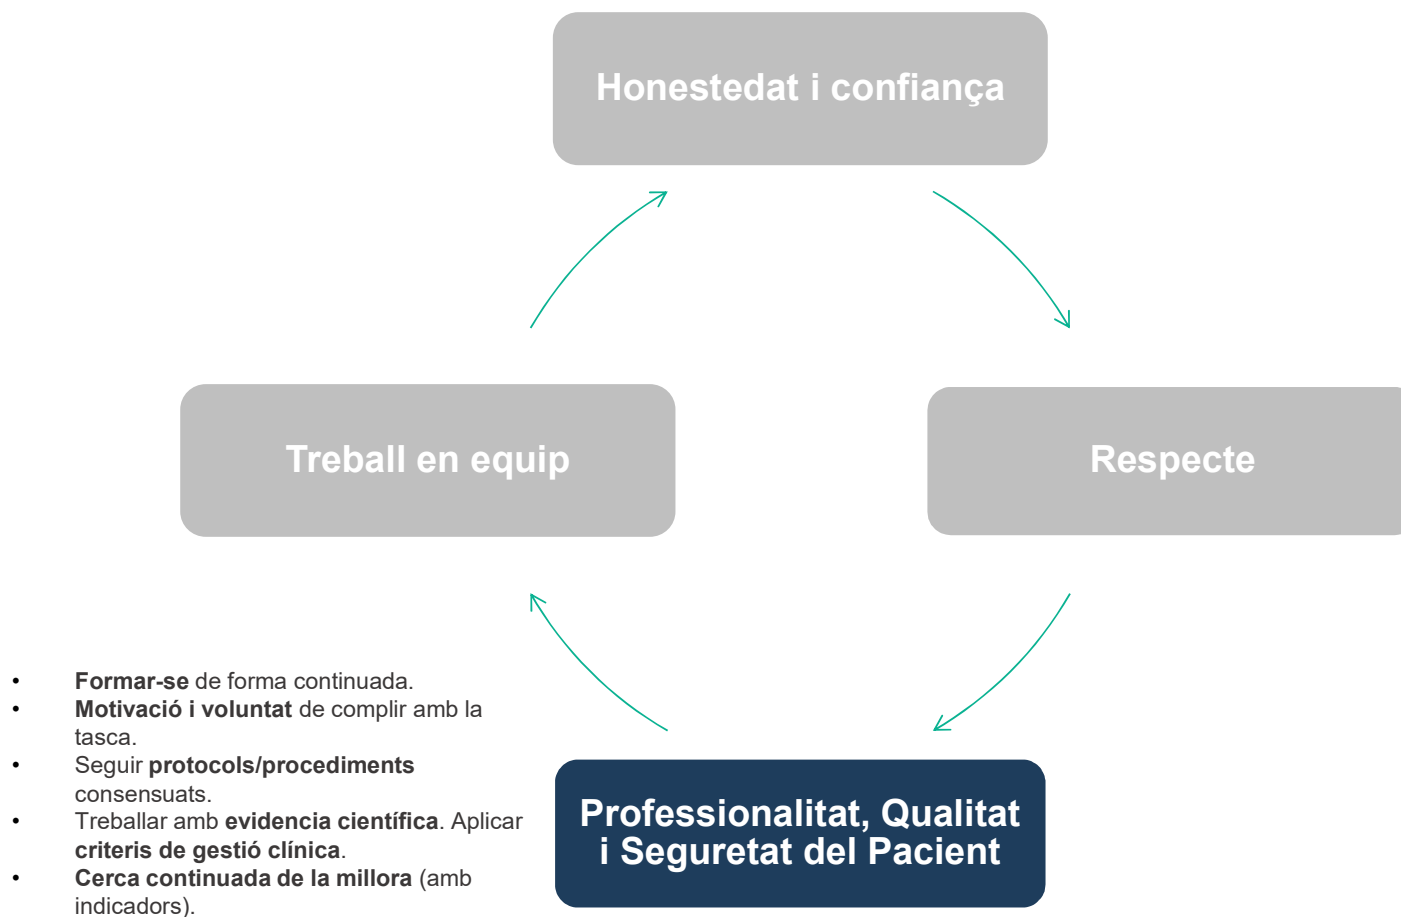 Honestedat i confiança
Treball en equip
Respecte
• Formar-se de forma continuada.
• Motivació i voluntat de complir amb la
tasca.
• Seguir protocols/procediments
consensuats.
• Treballar amb evidencia científica. Aplicar
criteris de gestió clínica.
• Cerca continuada de la millora (amb
indicadors).
Professionalitat, Qualitat
i Seguretat del Pacient